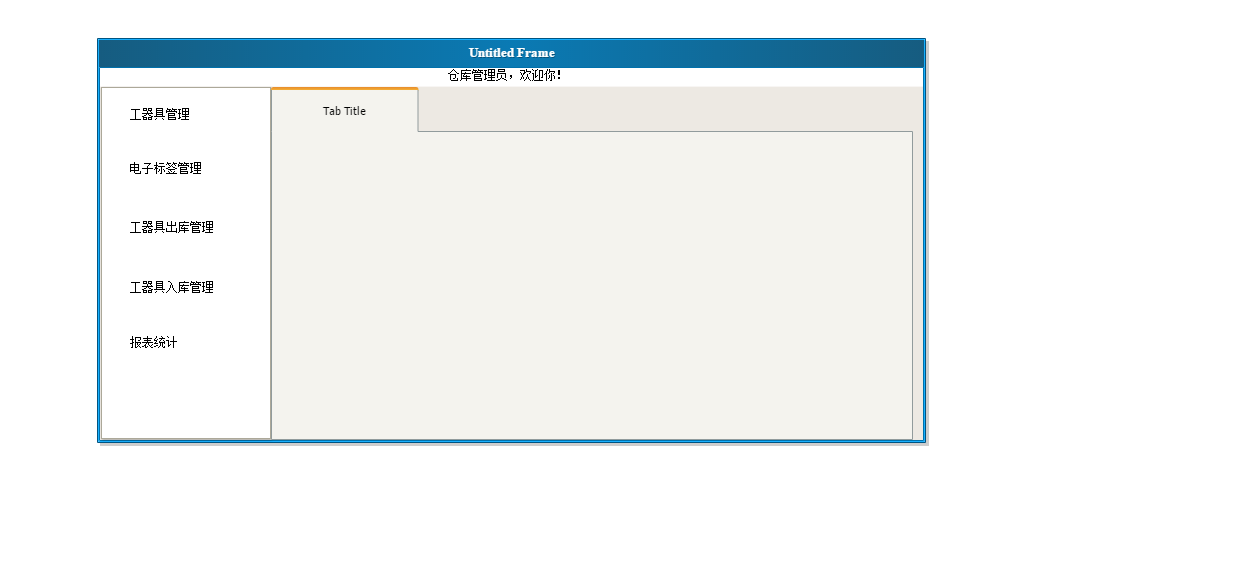 Untitled Frame
仓库管理员，欢迎你！
工器具管理
Tab Title
电子标签管理
工器具出库管理
工器具入库管理
报表统计